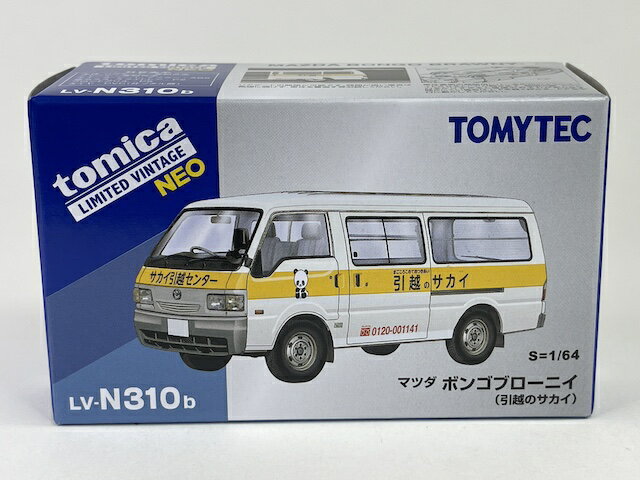 LV-N310b
tomica
LIMITED VINTAGE
NEO
TOMYTEC
サカイ引越センター
引越のサカイ
0120-001141
S=1/64
マツダ ボンゴブローニイ
(引越のサカイ)
LV-N310b